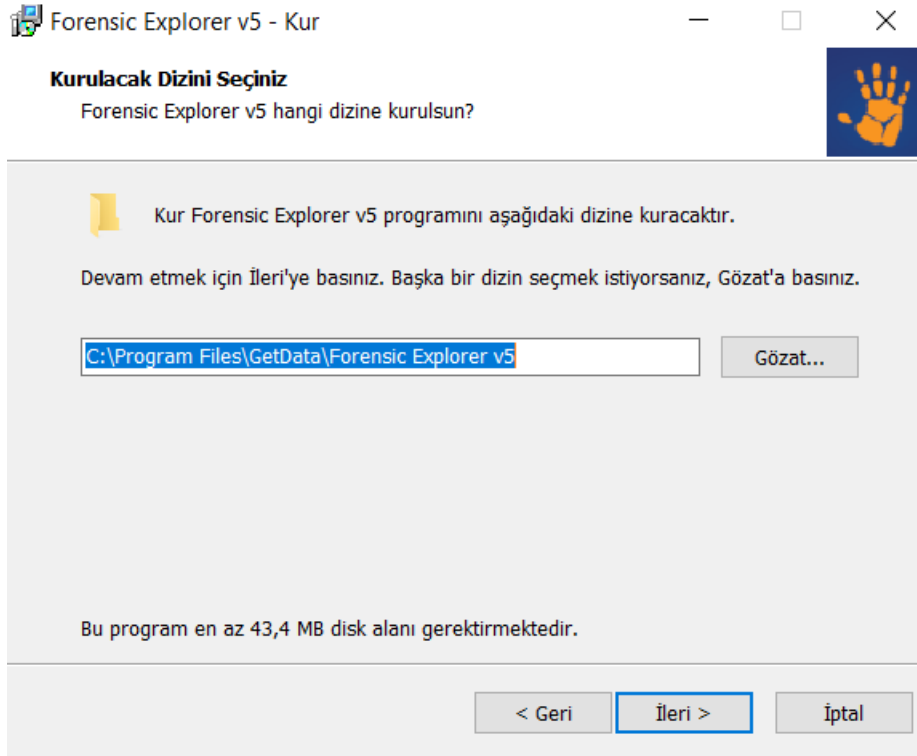 Forensic Explorer v5 - Kur
Kurulacak Dizini Seçiniz
Forensic Explorer v5 hangi dizine kurulsun?
Kur Forensic Explorer v5 programını aşağıdaki dizine kuracaktır.
Devam etmek için İleri'ye basınız. Başka bir dizin seçmek istiyorsanız, Gözat'a basınız.
C:\Program Files\GetData\Forensic Explorer v5
Gözat...
Bu program en az 43,4 MB disk alanı gerektirmektedir.
< Geri
İleri >
İptal